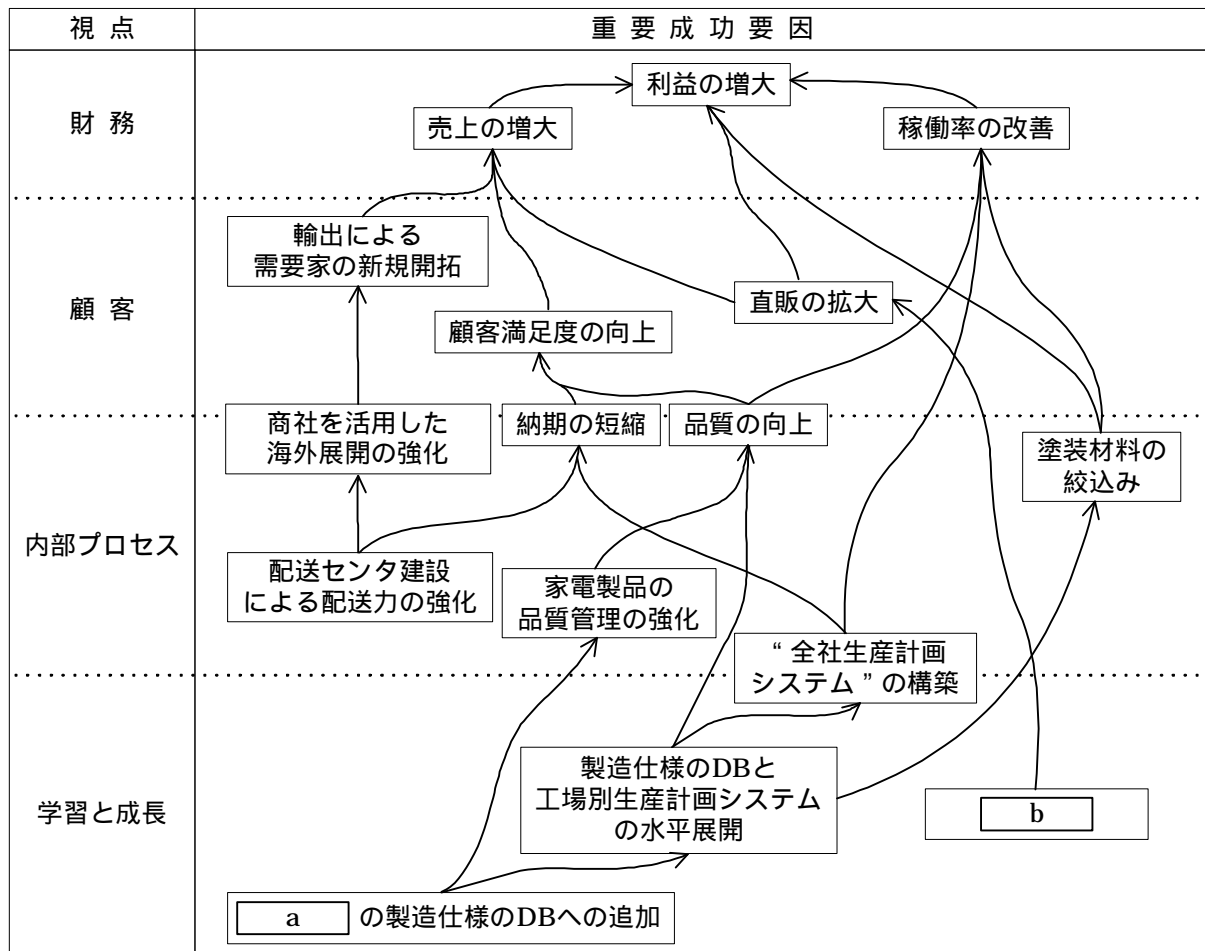 視 点
重 要 成 功 要 因
財 務
利益の増大
売上の増大
稼働率の改善
顧 客
輸出による
需要家の新規開拓
直販の拡大
顧客満足度の向上
内部プロセス
商社を活用した
海外展開の強化
納期の短縮
品質の向上
塗装材料の
絞込み
配送センタ建設
による配送力の強化
家電製品の
品質管理の強化
“全社生産計画
システム”の構築
学習と成長
製造仕様のDBと
工場別生産計画システム
の水平展開
b
a の製造仕様のDBへの追加